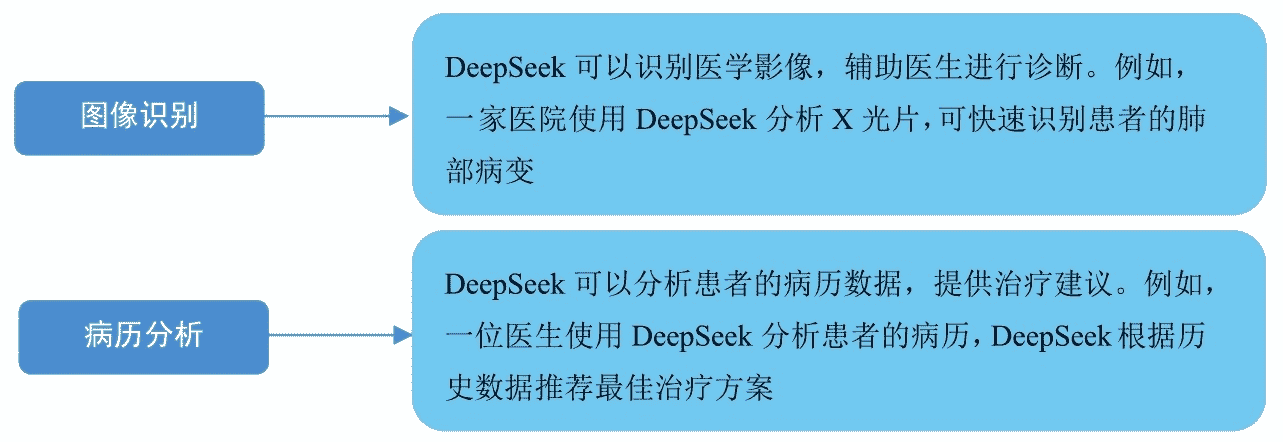 图像识别
DeepSeek 可以识别医学影像，辅助医生进行诊断。例如，
一家医院使用 DeepSeek 分析 X 光片，可快速识别患者的肺
部病变
病历分析
DeepSeek 可以分析患者的病历数据，提供治疗建议。例如，
一位医生使用 DeepSeek 分析患者的病历，DeepSeek 根据历
史数据推荐最佳治疗方案